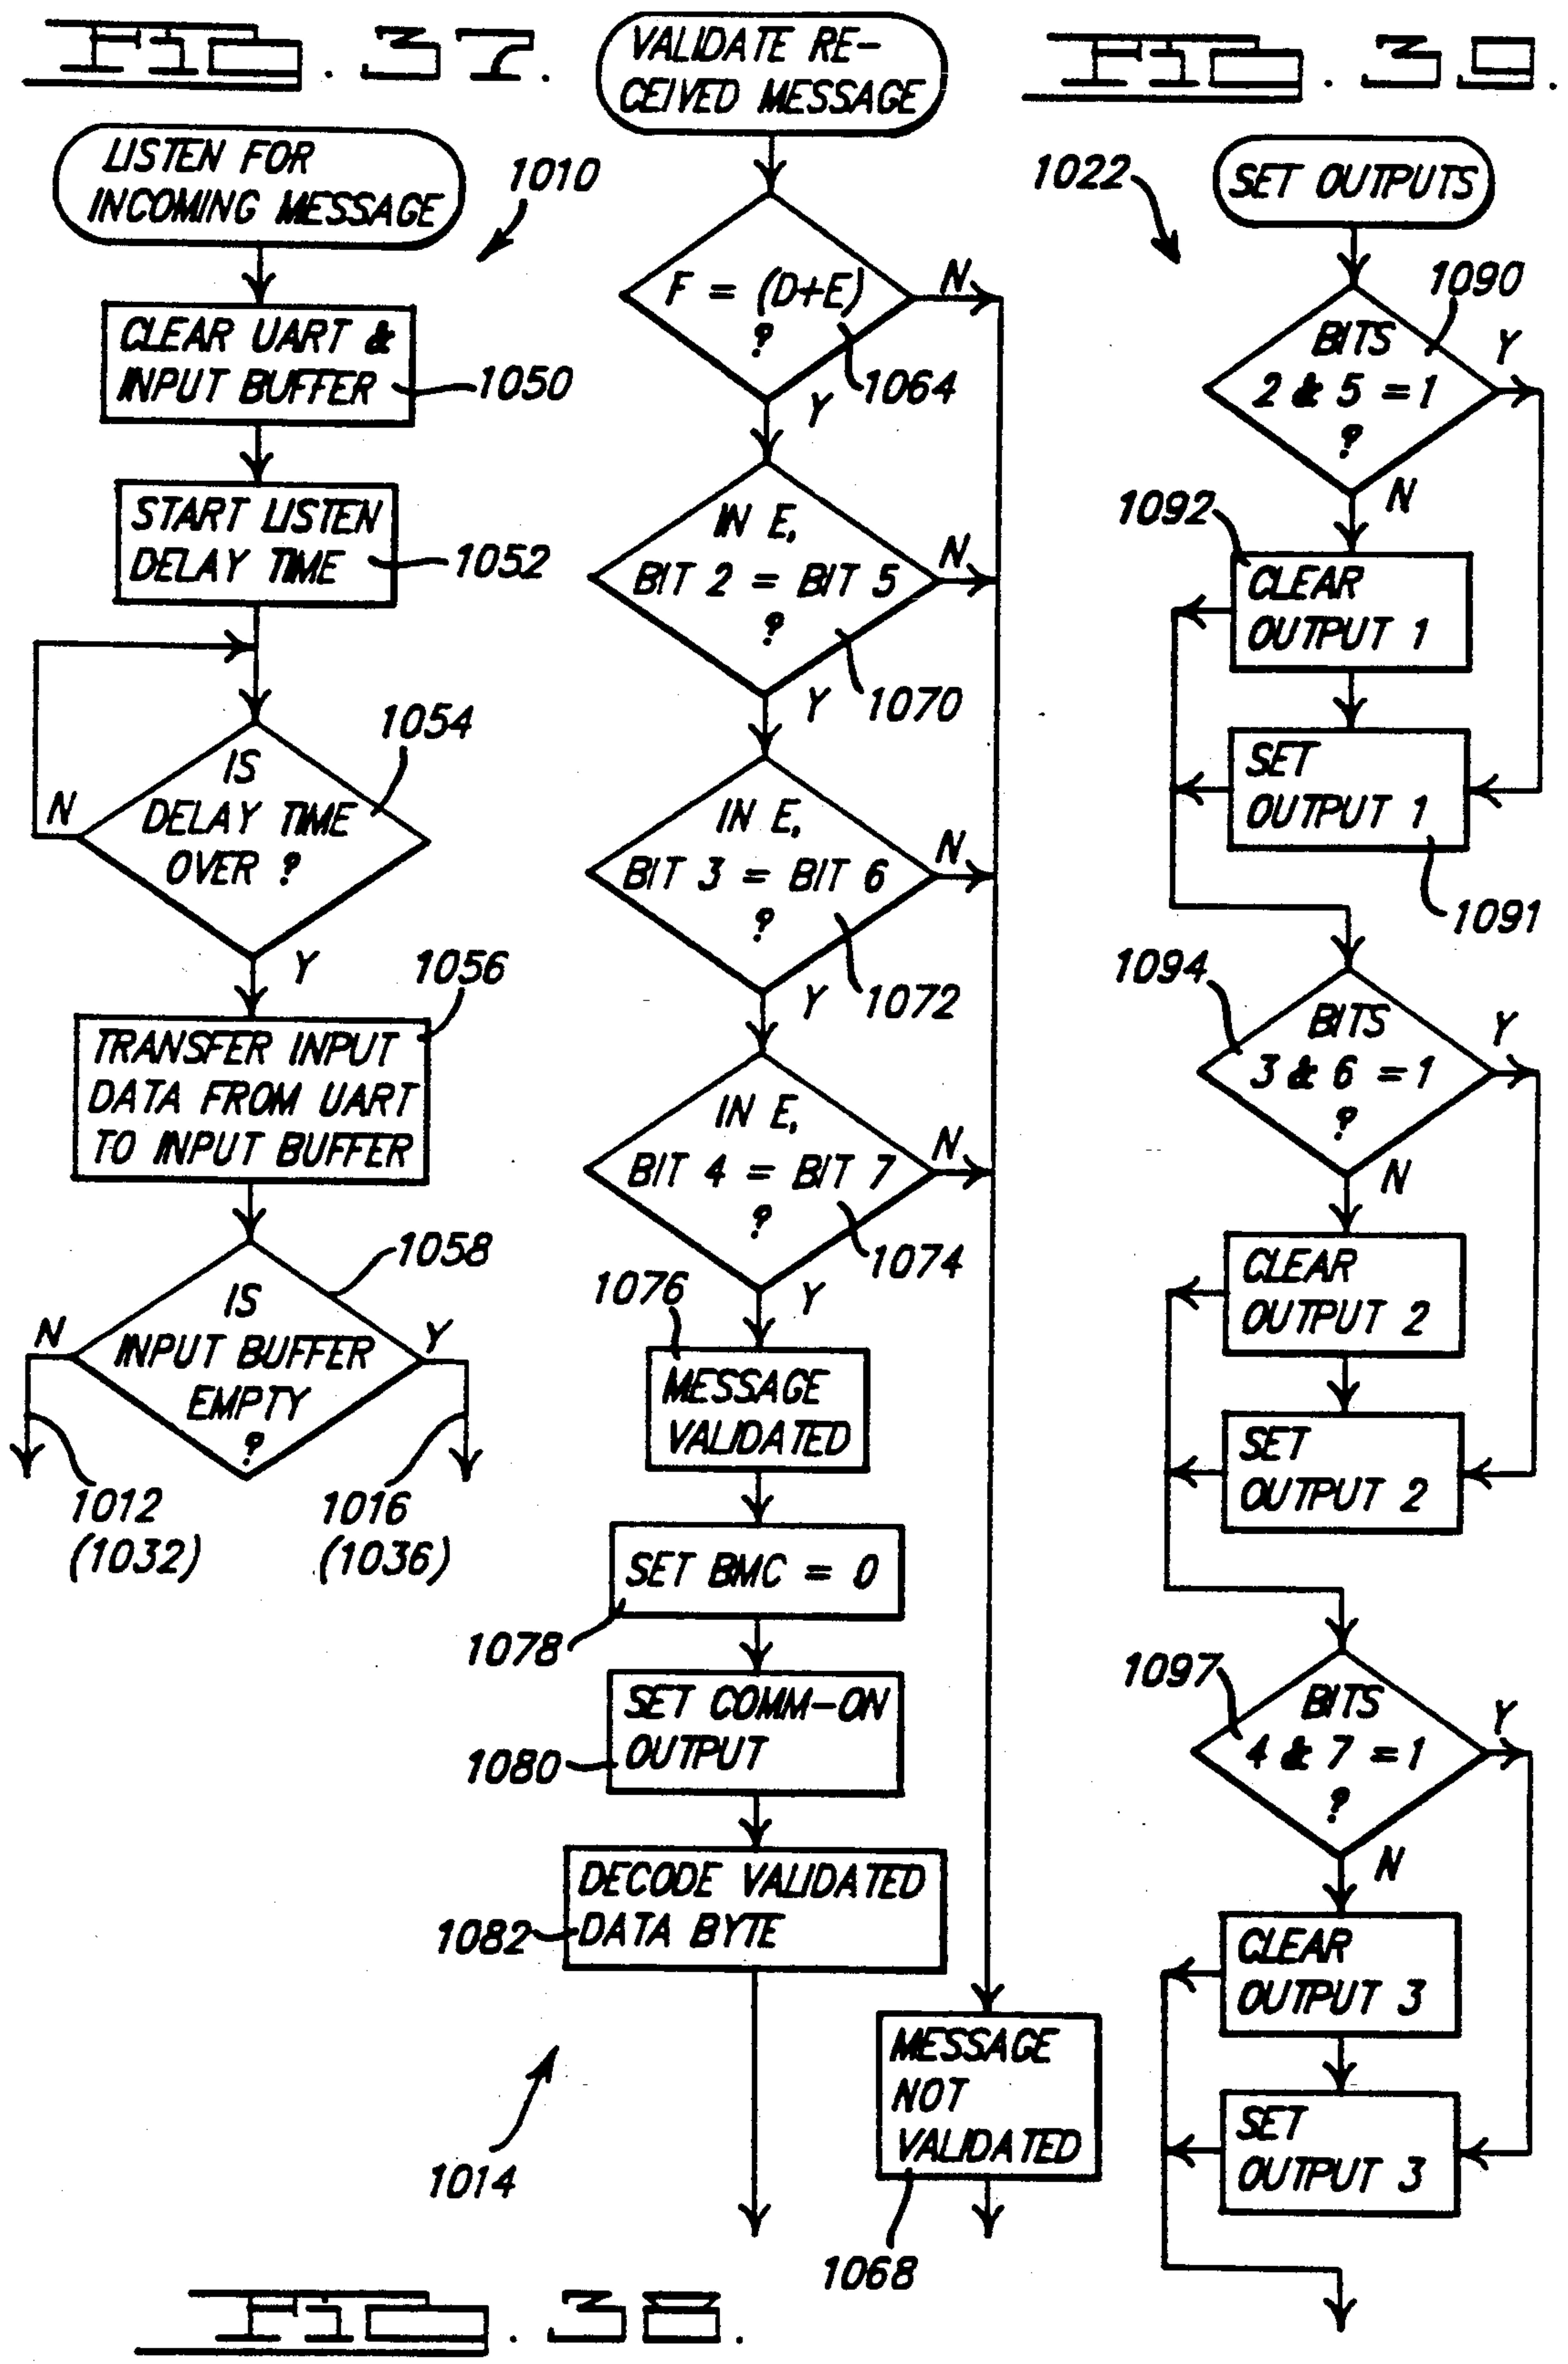 FIG. 37.
LISTEN FOR
INCOMING MESSAGE
1010
CLEAR UART &
INPUT BUFFER
1050
START LISTEN
DELAY TIME
1052
1054
IS
DELAY TIME
OVER ?
N
Y
1056
TRANSFER INPUT
DATA FROM UART
TO INPUT BUFFER
1058
IS
INPUT BUFFER
EMPTY
?
N
Y
1012
(1032)
1016
(1036)
VALIDATE RE-
CEIVED MESSAGE
F = (D+E)
?
N
1064
Y
IN E,
BIT 2 = BIT 5
?
N
1070
Y
IN E,
BIT 3 = BIT 6
?
N
1072
Y
IN E,
BIT 4 = BIT 7
?
N
1074
Y
1076
MESSAGE
VALIDATED
SET BMC = 0
1078
SET COMM-ON
OUTPUT
1080
DECODE VALIDATED
DATA BYTE
1082
MESSAGE
NOT
VALIDATED
1068
1014
FIG. 38.
FIG. 39.
1022
SET OUTPUTS
1090
BITS
2 & 5 = 1
?
Y
N
1092
CLEAR
OUTPUT 1
SET
OUTPUT 1
1091
1094
BITS
3 & 6 = 1
?
Y
N
CLEAR
OUTPUT 2
SET
OUTPUT 2
1097
BITS
4 & 7 = 1
?
Y
N
CLEAR
OUTPUT 3
SET
OUTPUT 3